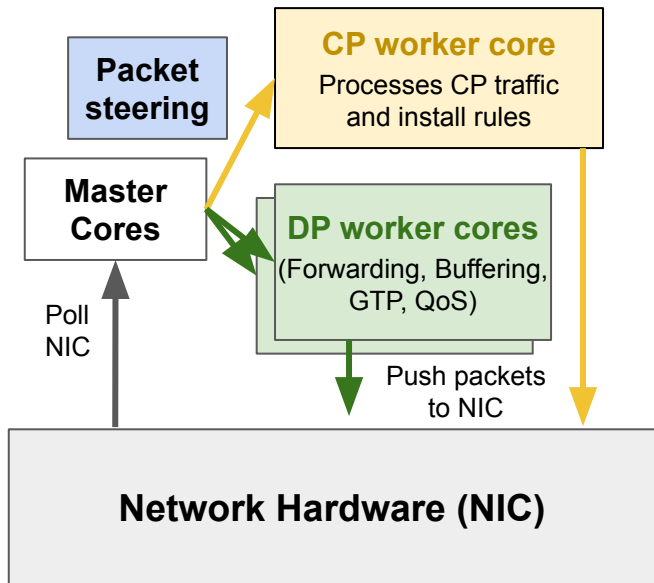 Packet
steering
CP worker core
Processes CP traffic
and install rules
Master
Cores
DP worker cores
(Forwarding, Buffering,
GTP, QoS)
Poll
NIC
Push packets
to NIC
Network Hardware (NIC)